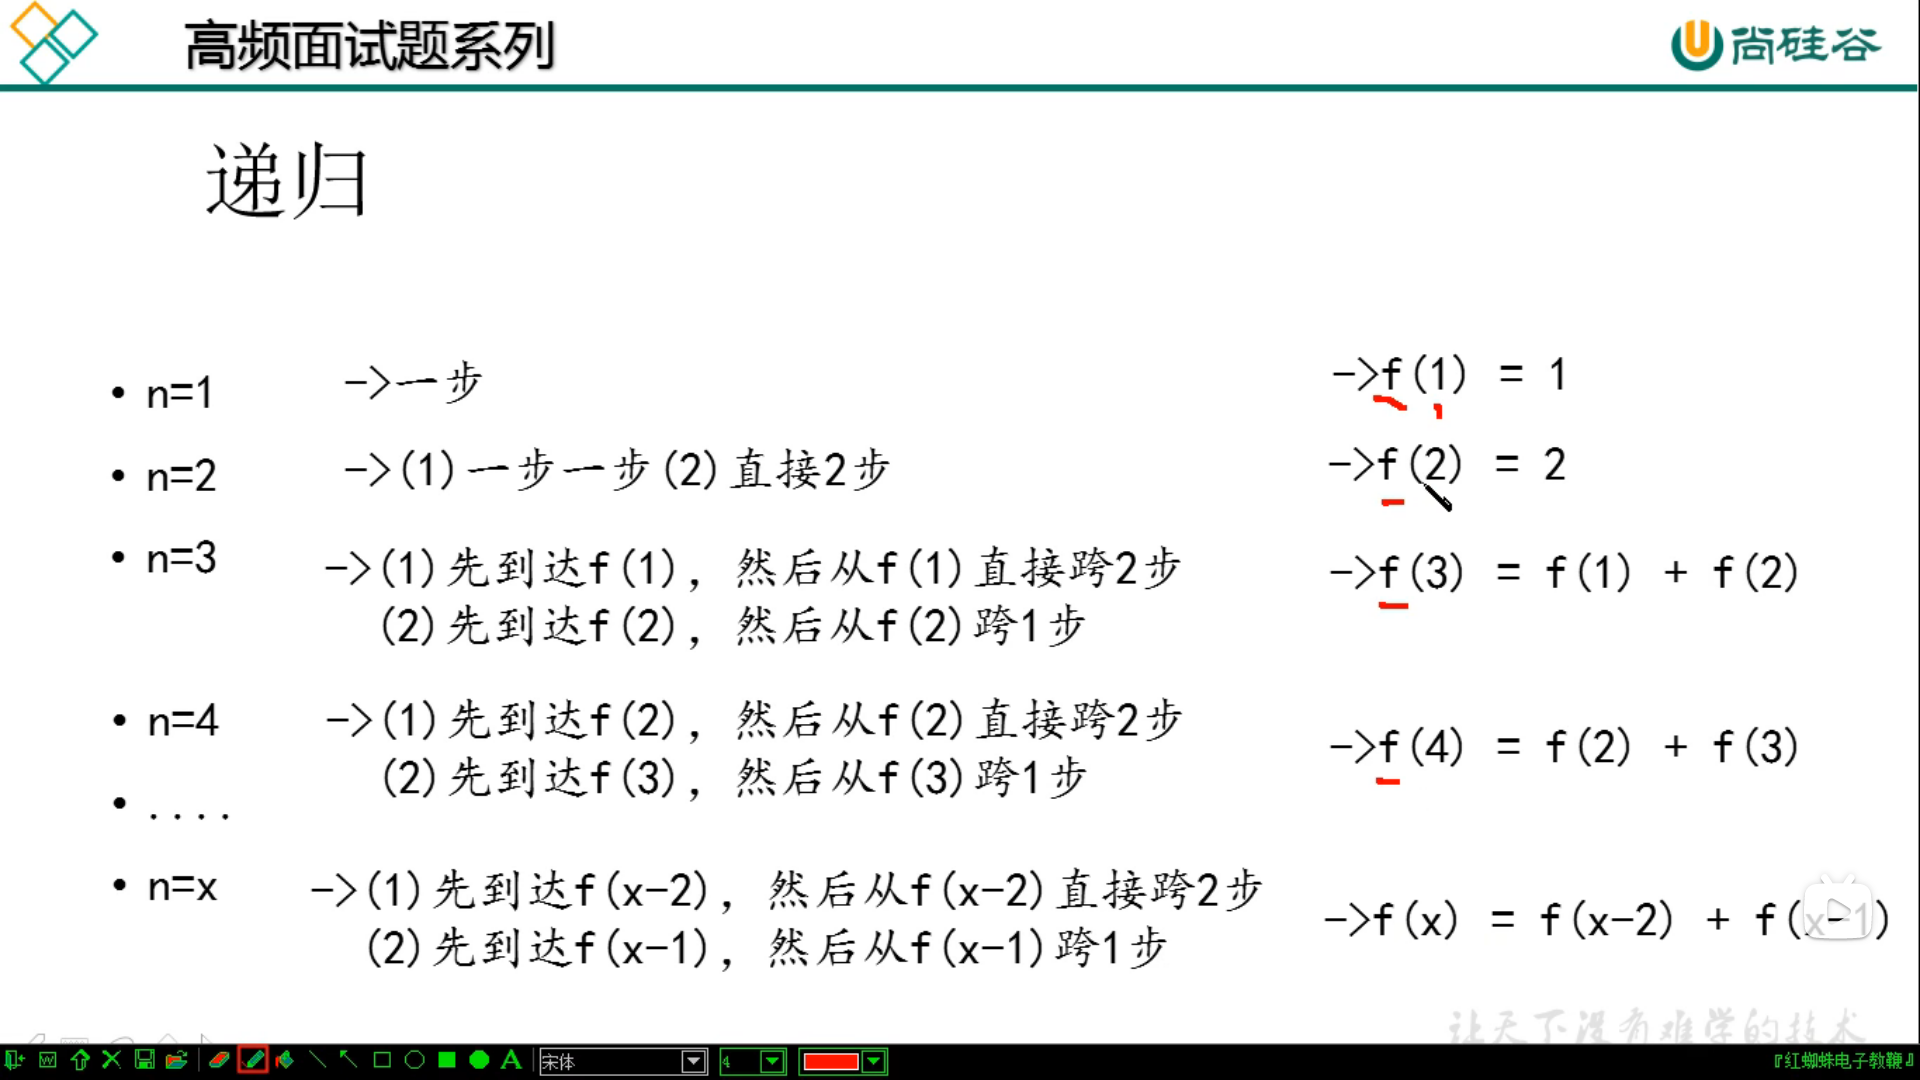 高频面试题系列
尚硅谷
递归
• n=1 ->一步 ->f(1) = 1
• n=2 ->(1)一步一步(2)直接2步 ->f(2) = 2
• n=3 ->(1)先到达f(1)，然后从f(1)直接跨2步 ->f(3) = f(1) + f(2)
(2)先到达f(2)，然后从f(2)跨1步
• n=4 ->(1)先到达f(2)，然后从f(2)直接跨2步 ->f(4) = f(2) + f(3)
(2)先到达f(3)，然后从f(3)跨1步
• ....
• n=x ->(1)先到达f(x-2)，然后从f(x-2)直接跨2步 ->f(x) = f(x-2) + f(x-1)
(2)先到达f(x-1)，然后从f(x-1)跨1步
让天下没有难学的技术
宋体 4 『红蜘蛛电子教鞭』